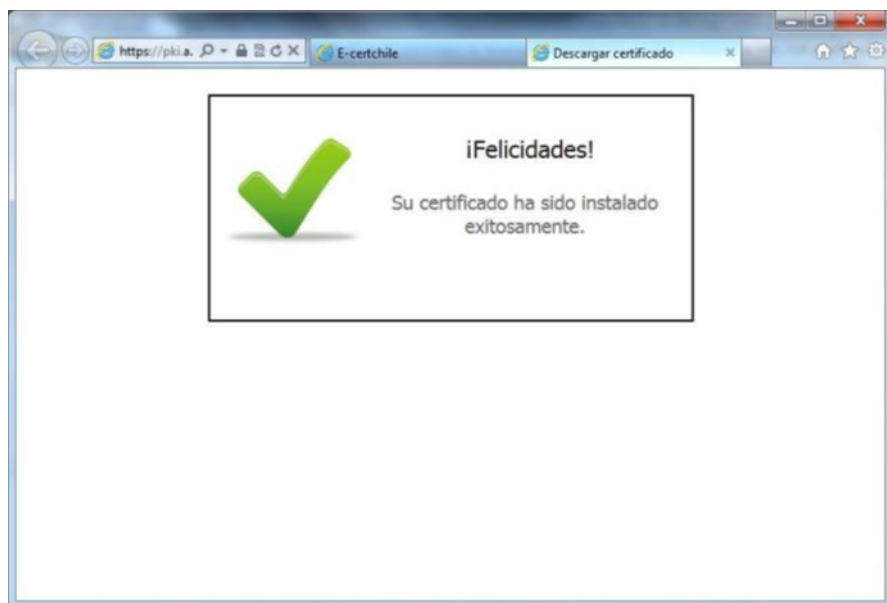 https://pki.a.
E-certchile
Descargar certificado
¡Felicidades!
Su certificado ha sido instalado
exitosamente.